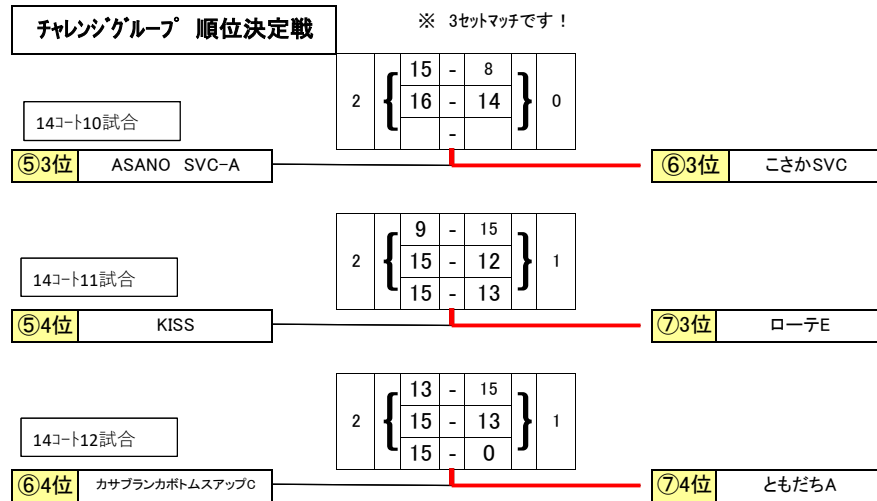 チャレンジグループ 順位決定戦
※ 3セットマッチです！
15 - 8
2 { 16 - 14 } 0
-
14コート10試合
⑤3位 ASANO SVC-A
⑥3位 こさかSVC
9 - 15
2 { 15 - 12 } 1
15 - 13
14コート11試合
⑤4位 KISS
⑦3位 ローテE
13 - 15
2 { 15 - 13 } 1
15 - 0
14コート12試合
⑥4位 カサブランカボトムスアップC
⑦4位 ともだちA